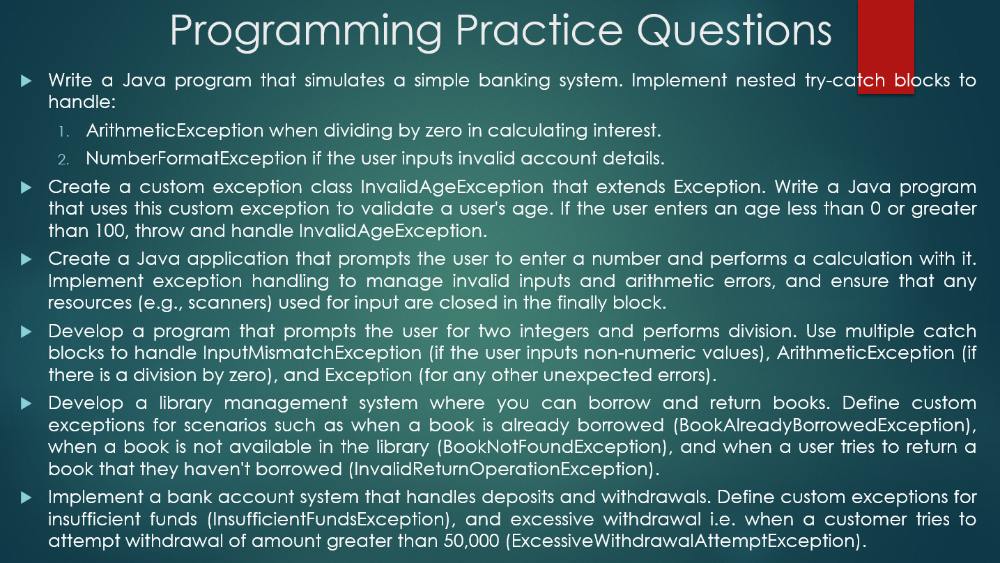 Programming Practice Questions
Write a Java program that simulates a simple banking system. Implement nested try-catch blocks to
handle:
1. ArithmeticException when dividing by zero in calculating interest.
2. NumberFormatException if the user inputs invalid account details.
Create a custom exception class InvalidAgeException that extends Exception. Write a Java program
that uses this custom exception to validate a user's age. If the user enters an age less than 0 or greater
than 100, throw and handle InvalidAgeException.
Create a Java application that prompts the user to enter a number and performs a calculation with it.
Implement exception handling to manage invalid inputs and arithmetic errors, and ensure that any
resources (e.g., scanners) used for input are closed in the finally block.
Develop a program that prompts the user for two integers and performs division. Use multiple catch
blocks to handle InputMismatchException (if the user inputs non-numeric values), ArithmeticException (if
there is a division by zero), and Exception (for any other unexpected errors).
Develop a library management system where you can borrow and return books. Define custom
exceptions for scenarios such as when a book is already borrowed (BookAlreadyBorrowedException),
when a book is not available in the library (BookNotFoundException), and when a user tries to return a
book that they haven't borrowed (InvalidReturnOperationException).
Implement a bank account system that handles deposits and withdrawals. Define custom exceptions for
insufficient funds (InsufficientFundsException), and excessive withdrawal i.e. when a customer tries to
attempt withdrawal of amount greater than 50,000 (ExcessiveWithdrawalAttemptException).